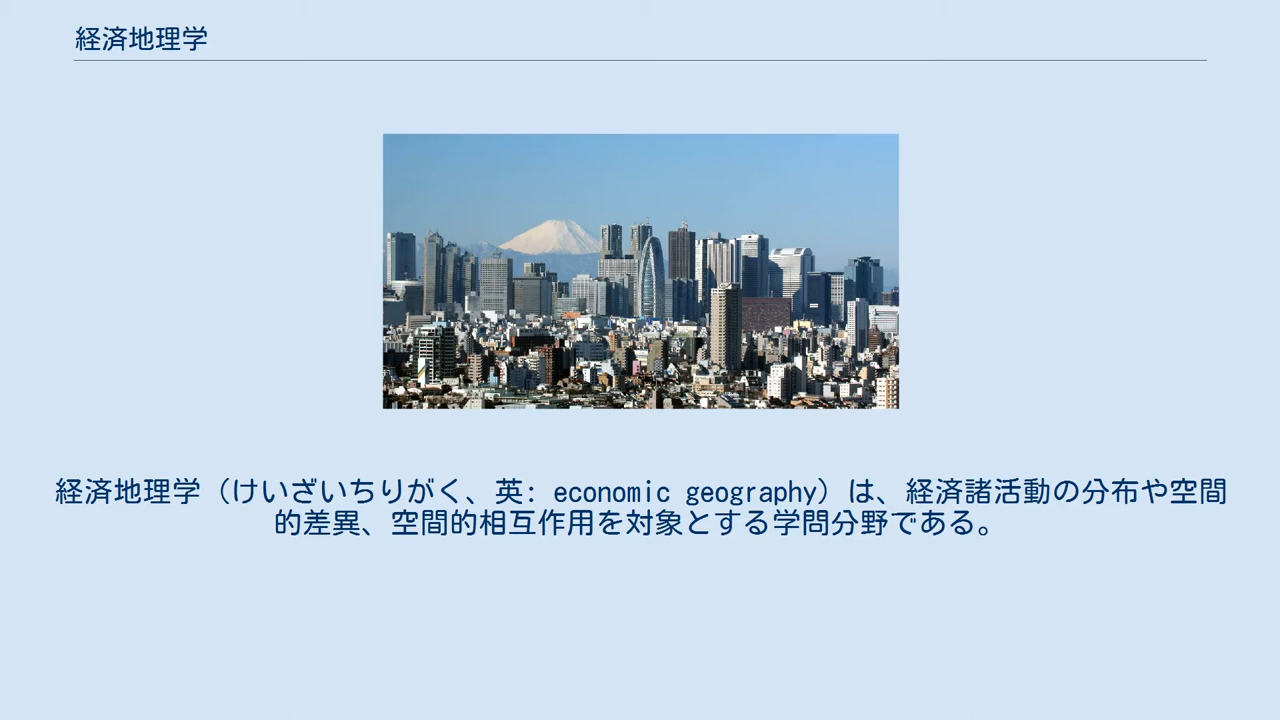 経済地理学
経済地理学（けいざいちりがく、英: economic geography）は、経済諸活動の分布や空間
的差異、空間的相互作用を対象とする学問分野である。